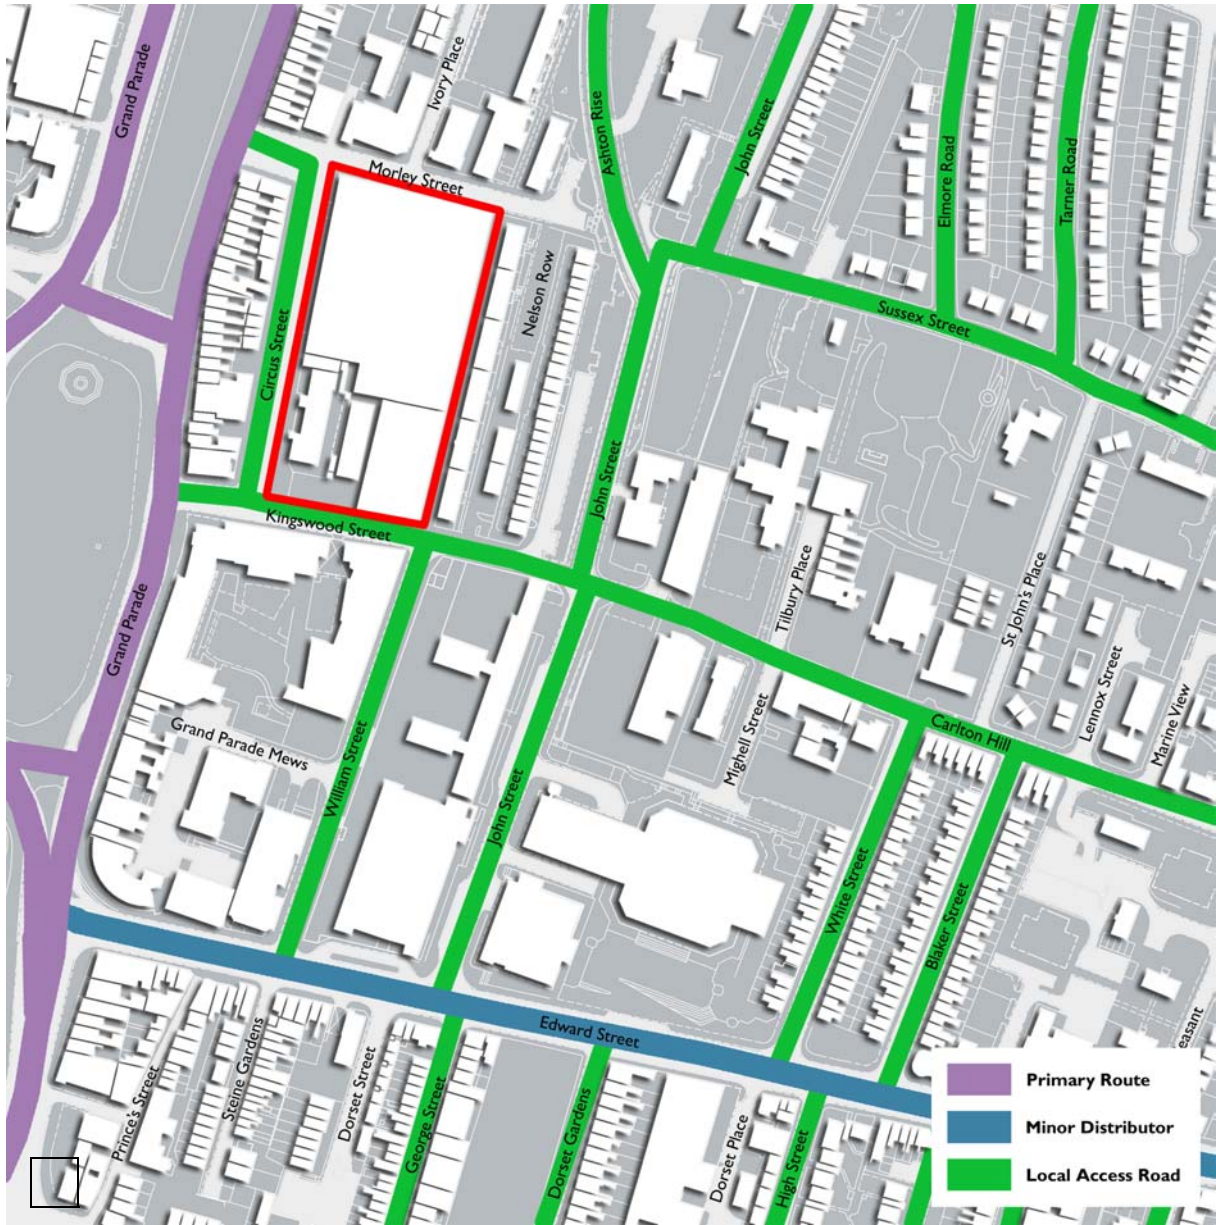 Grand Parade
Ivory Place
Ashton Rise
John Street
Elmore Road
Tarner Road
Morley Street
Nelson Row
Sussex Street
Circus Street
John Street
Kingswood Street
Tilbury Place
St John's Place
Grand Parade
Lennox Street
Marine View
Mighell Street
Carlton Hill
Grand Parade Mews
William Street
John Street
White Street
Blaker Street
Edward Street
easant
Steine Gardens
Prince's Street
Dorset Street
George Street
Dorset Gardens
Dorset Place
High Street
Primary Route
Minor Distributor
Local Access Road